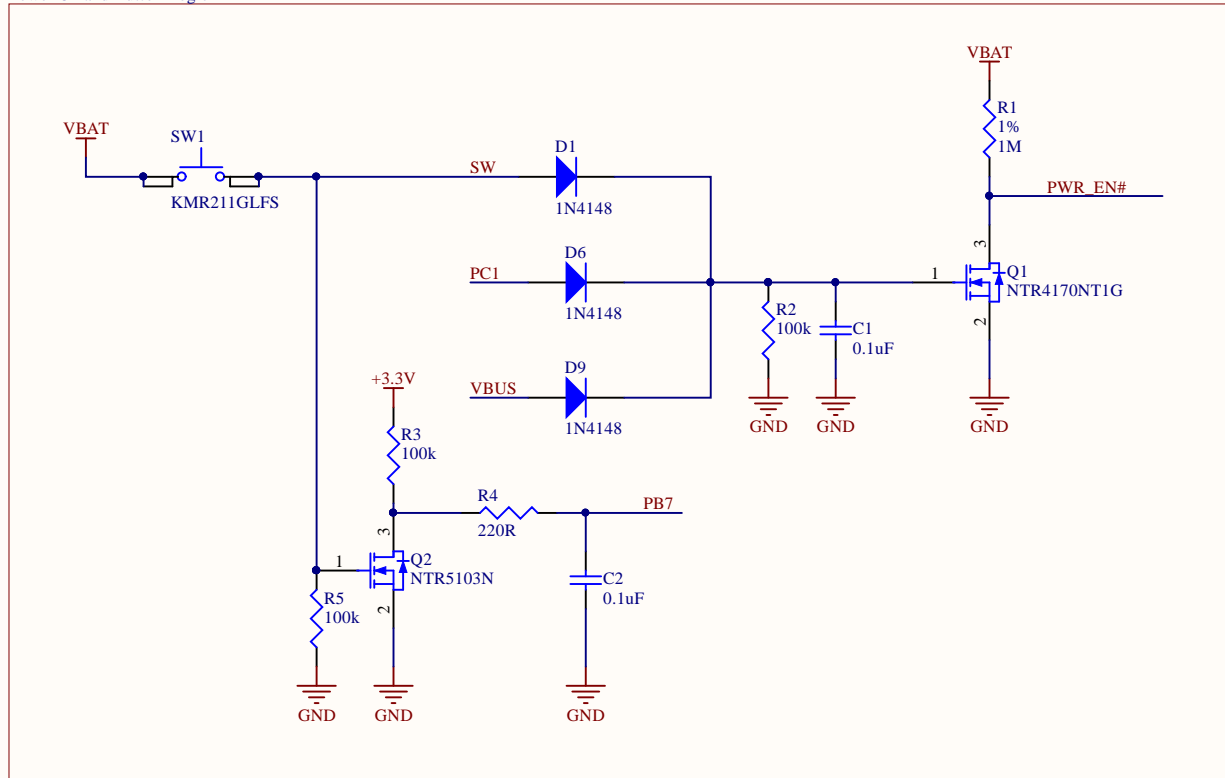 VBAT
SW1
KMR211GLFS
SW
D1
1N4148
PC1
D6
1N4148
VBUS
D9
1N4148
VBAT
R1
1%
1M
PWR_EN#
3
1
Q1
NTR4170NT1G
2
GND
R2
100k
GND
C1
0.1uF
GND
+3.3V
R3
100k
R4
220R
PB7
3
1
Q2
NTR5103N
2
GND
R5
100k
GND
C2
0.1uF
GND